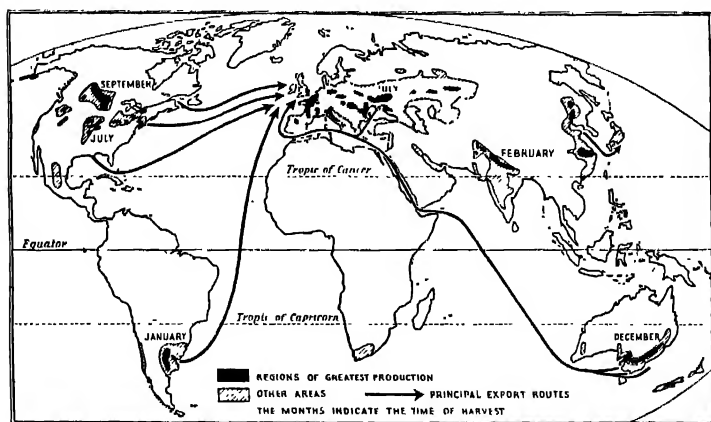 SEPTEMBER
JULY
JULY
FEBRUARY
Tropic of Cancer
Equator
Tropic of Capricorn
JANUARY
DECEMBER
REGIONS OF GREATEST PRODUCTION
OTHER AREAS
PRINCIPAL EXPORT ROUTES
THE MONTHS INDICATE THE TIME OF HARVEST